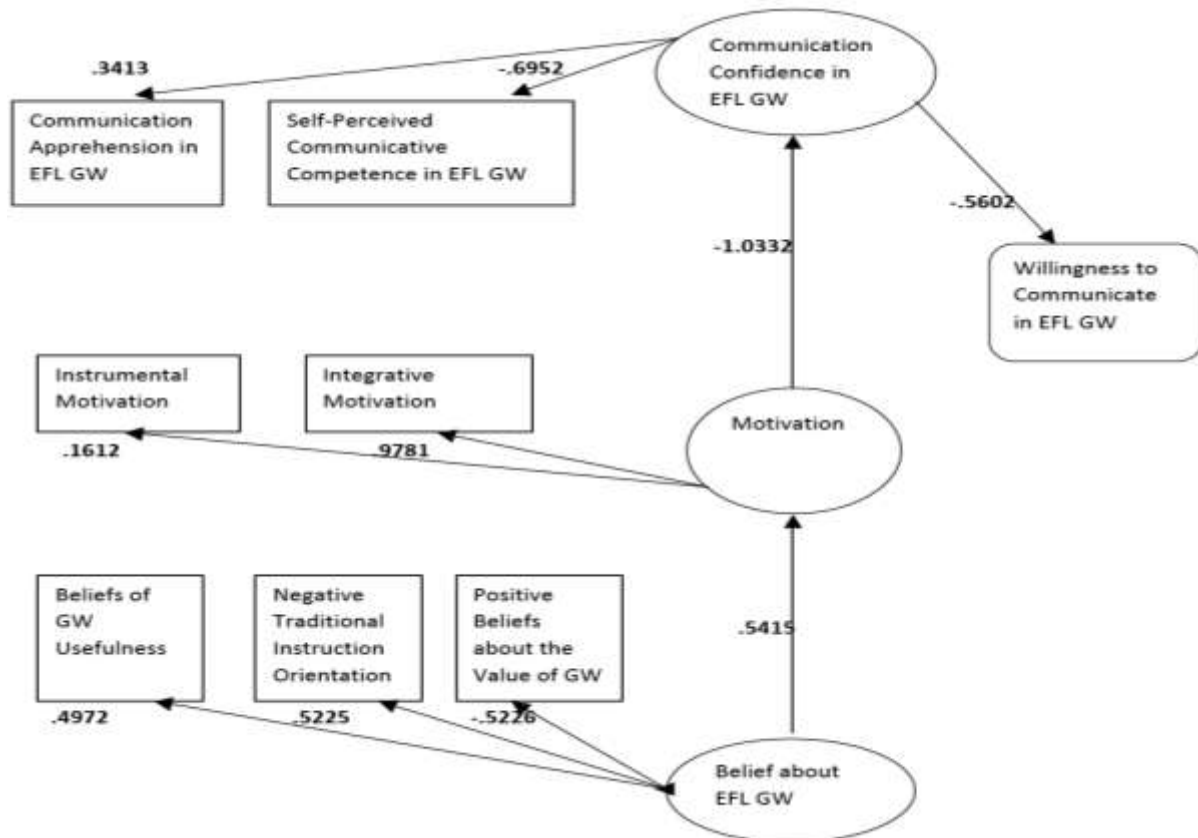 Communication
Confidence in
EFL GW
.3413
-.6952
Communication
Apprehension in
EFL GW
Self-Perceived
Communicative
Competence in EFL GW
-.5602
-1.0332
Willingness to
Communicate
in EFL GW
Instrumental
Motivation
Integrative
Motivation
Motivation
.1612
.9781
Beliefs of
GW
Usefulness
Negative
Traditional
Instruction
Orientation
Positive
Beliefs
about the
Value of GW
.5415
.4972
.5225
-.5226
Belief about
EFL GW